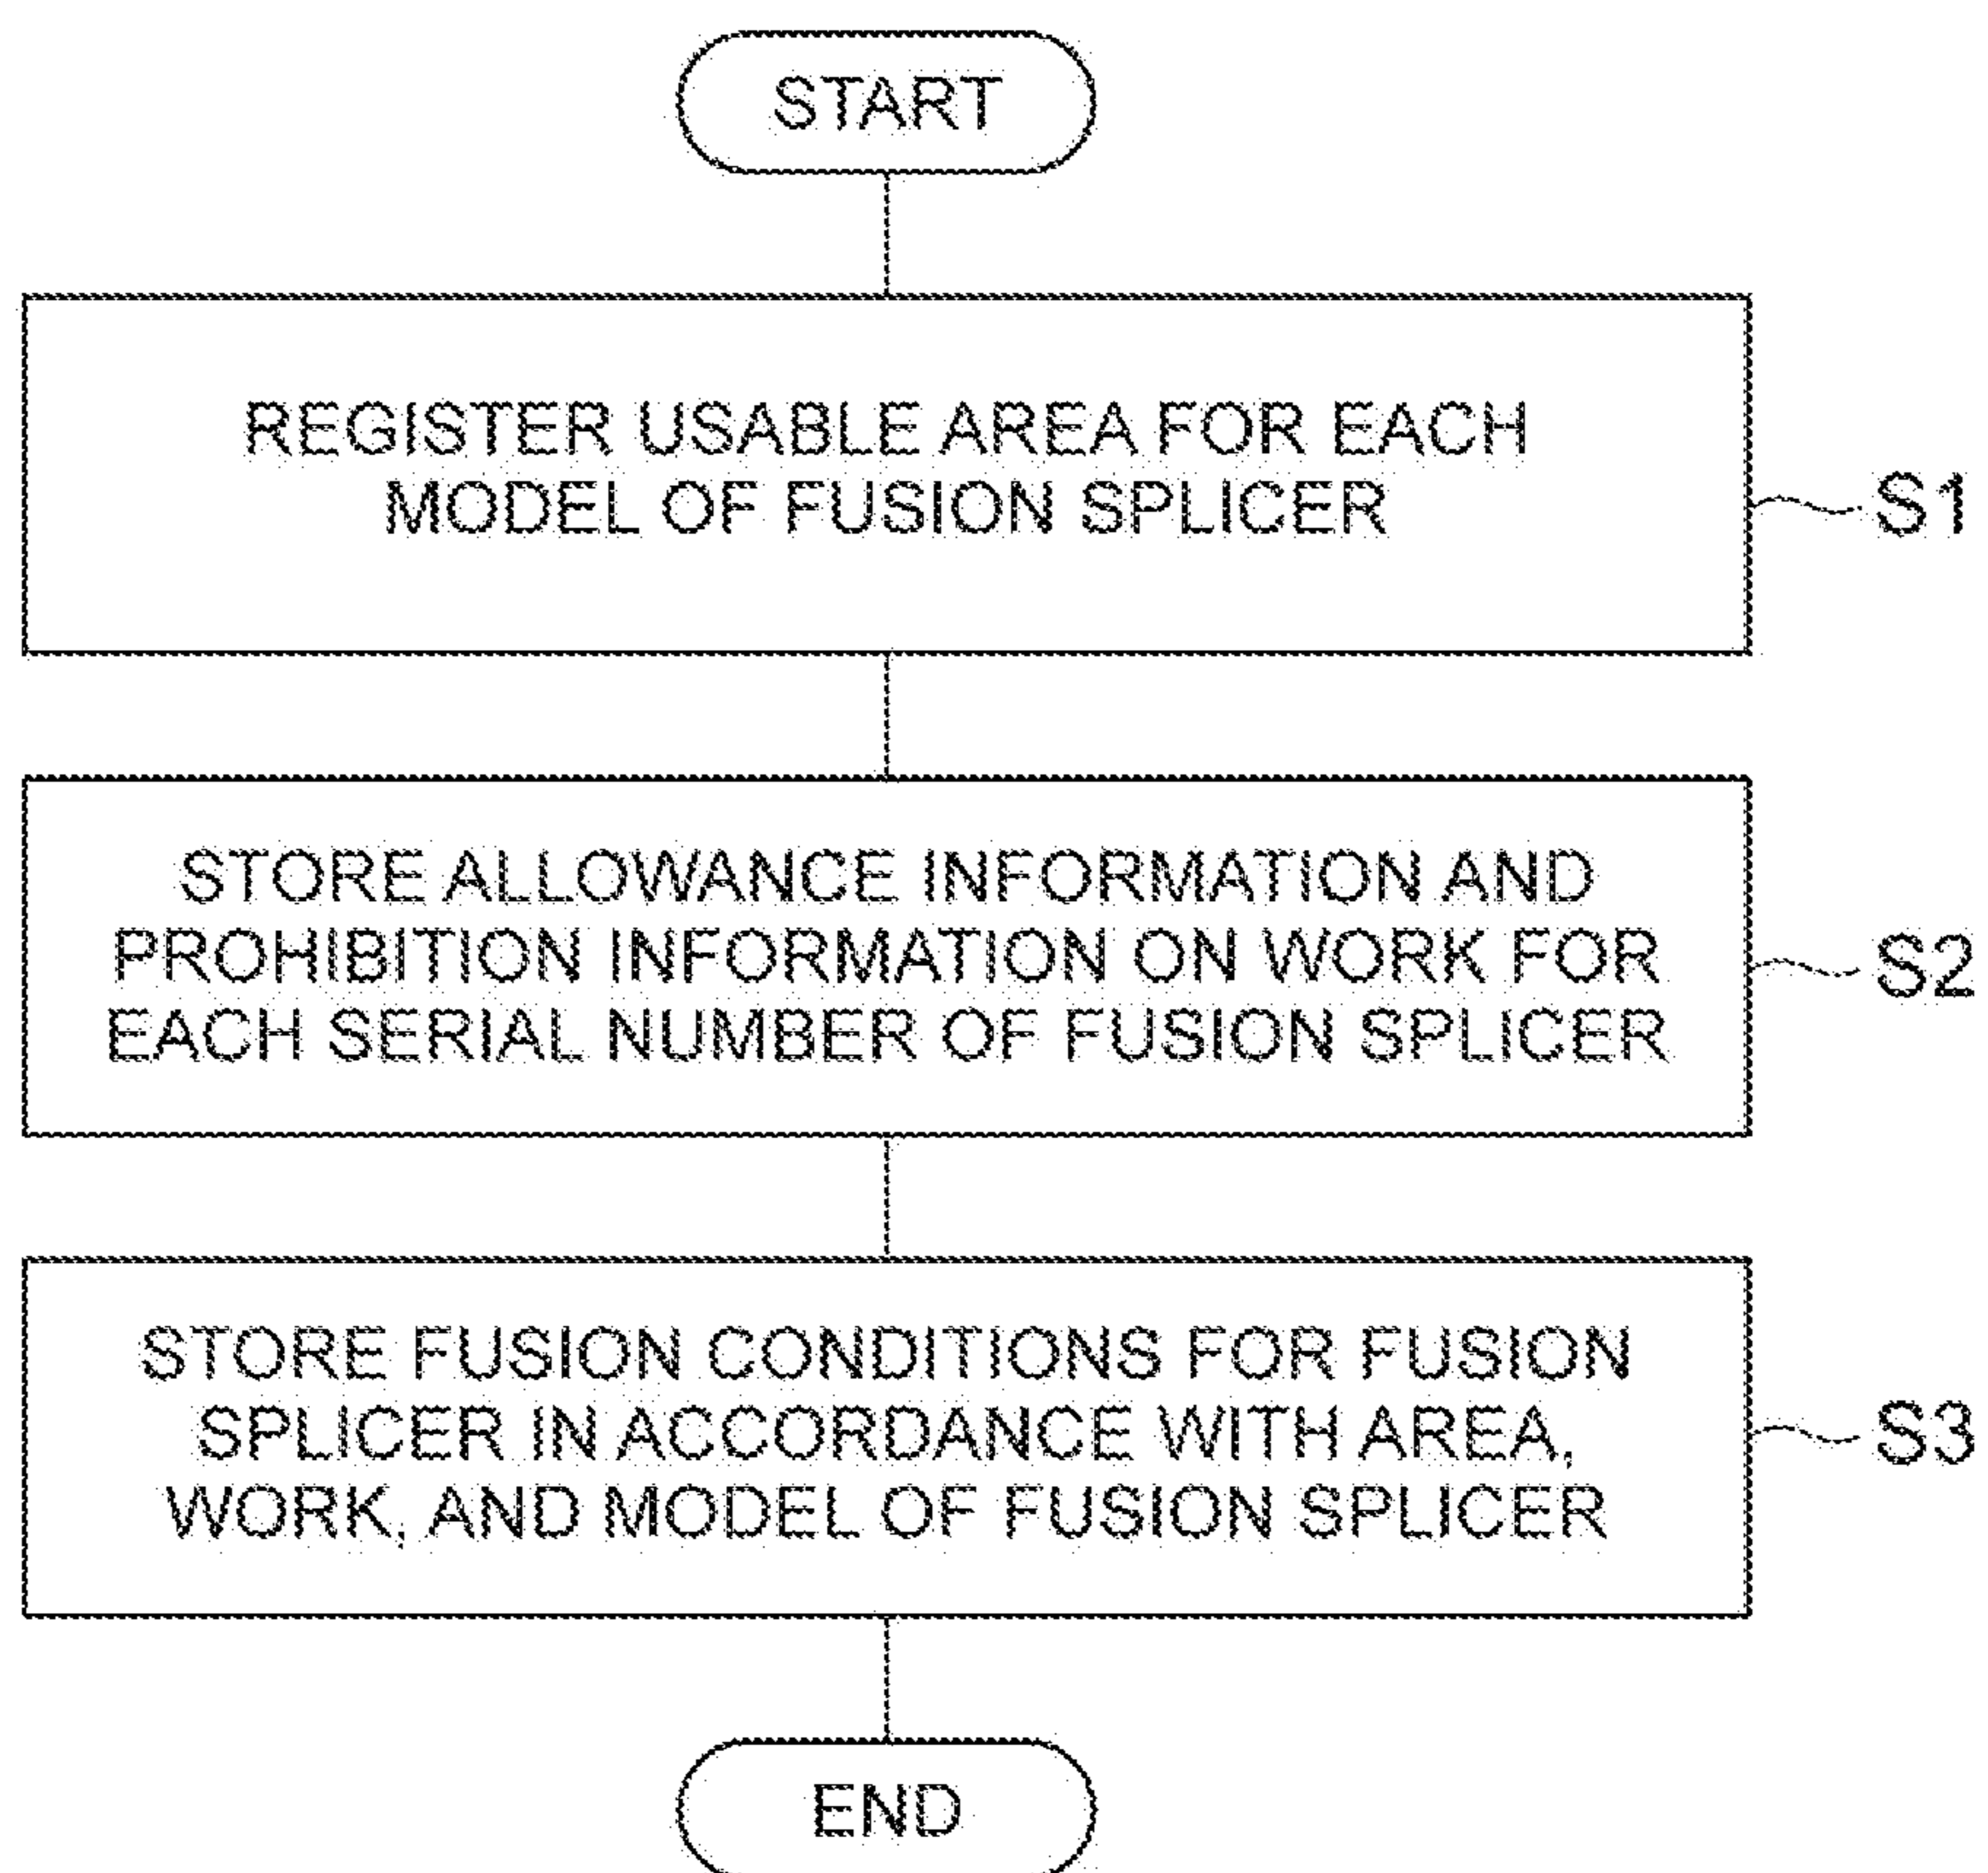 START
REGISTER USABLE AREA FOR EACH
MODEL OF FUSION SPLICER
S1
STORE ALLOWANCE INFORMATION AND
PROHIBITION INFORMATION ON WORK FOR
EACH SERIAL NUMBER OF FUSION SPLICER
S2
STORE FUSION CONDITIONS FOR FUSION
SPLICER IN ACCORDANCE WITH AREA,
WORK, AND MODEL OF FUSION SPLICER
S3
END